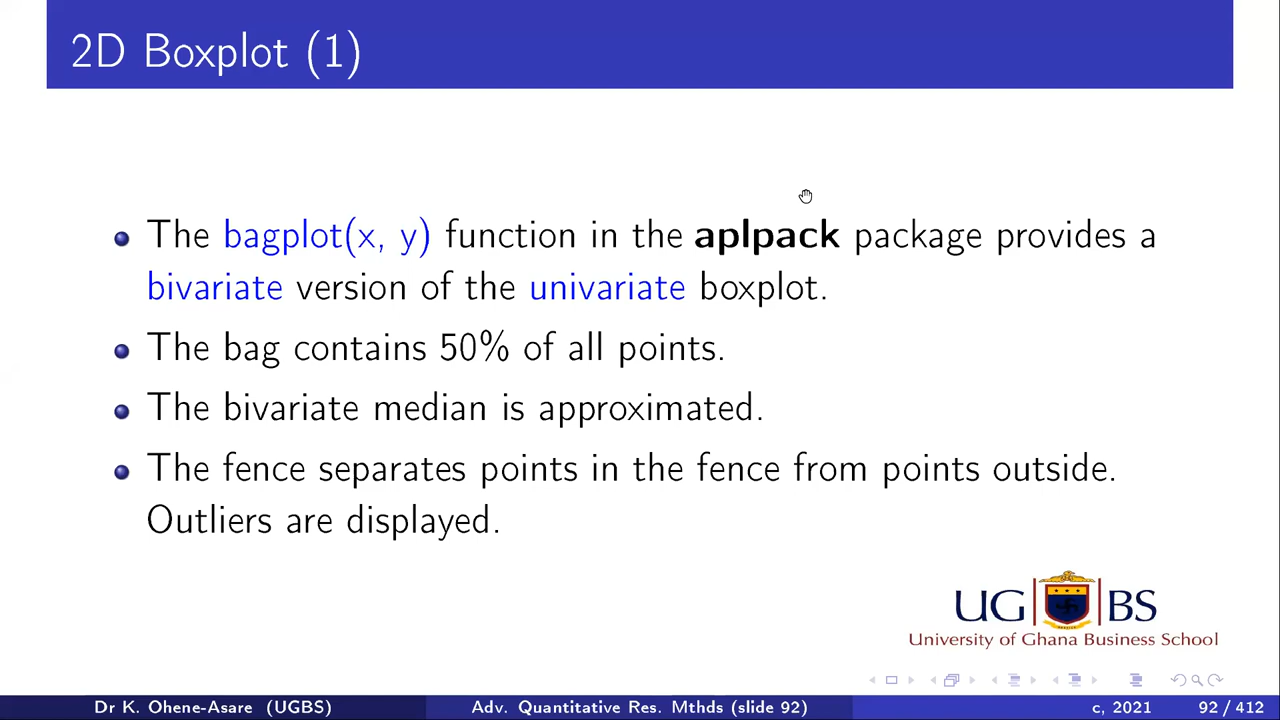 2D Boxplot (1)
The bagplot(x, y) function in the aplpack package provides a
bivariate version of the univariate boxplot.
The bag contains 50% of all points.
The bivariate median is approximated.
The fence separates points in the fence from points outside.
Outliers are displayed.
UG BS
University of Ghana Business School
Dr K. Ohene-Asare (UGBS) Adv. Quantitative Res. Mthds (slide 92) c, 2021 92 / 412